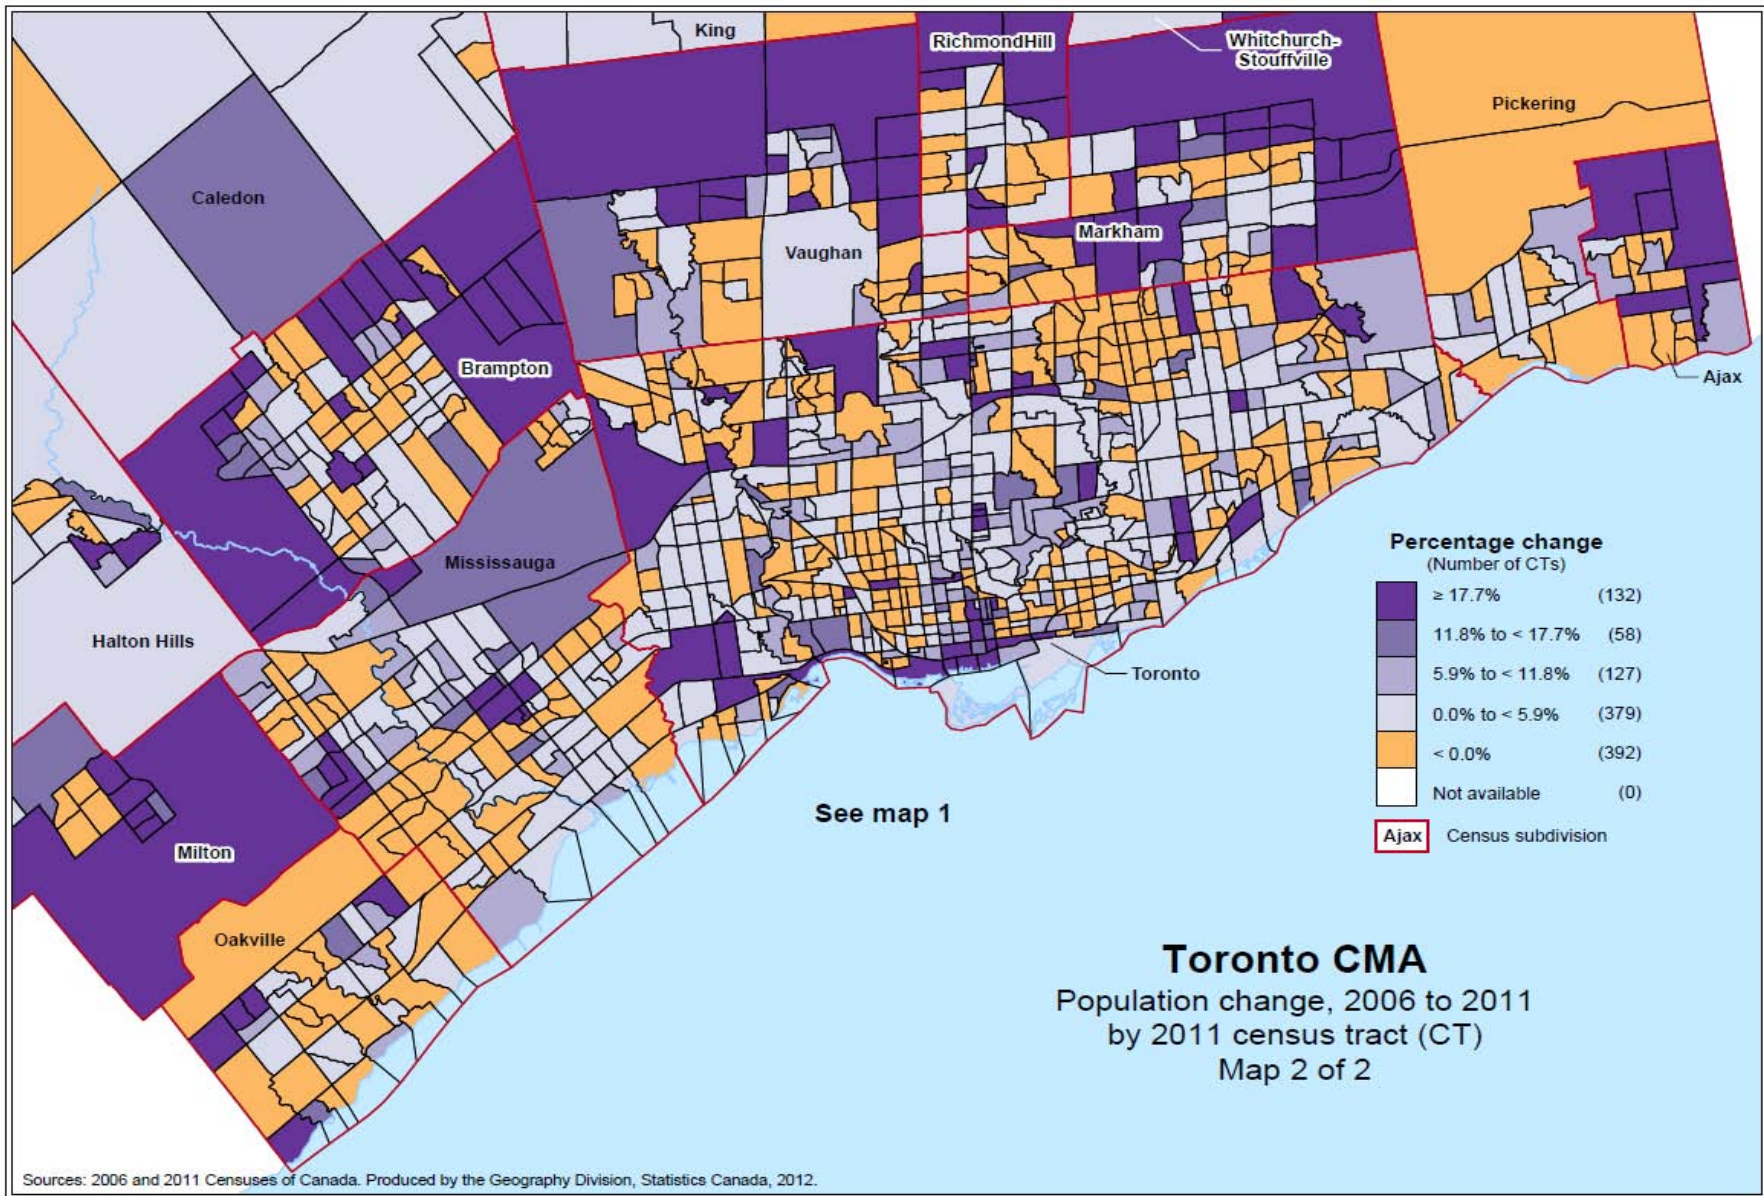 King
RichmondHill
Whitchurch-
Stouffville
Pickering
Caledon
Vaughan
Markham
Brampton
Ajax
Mississauga
Halton Hills
Toronto
Milton
Oakville
Percentage change
(Number of CTs)
≥ 17.7% (132)
11.8% to < 17.7% (58)
5.9% to < 11.8% (127)
0.0% to < 5.9% (379)
< 0.0% (392)
Not available (0)
Ajax Census subdivision
See map 1
Toronto CMA
Population change, 2006 to 2011
by 2011 census tract (CT)
Map 2 of 2
Sources: 2006 and 2011 Censuses of Canada. Produced by the Geography Division, Statistics Canada, 2012.